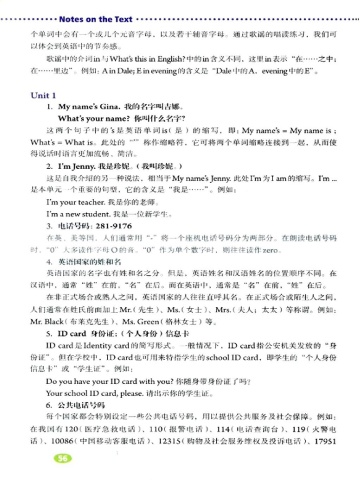 Notes on the Text
个单词中会有一个或几个元音字母，以及若干辅音字母。通过歌谣的唱读练习，我们可
以体会到英语中的节奏感。
歌谣中的介词in与What's this in English?中的in含义不同，这里in表示“在……之中；
在……里边”。例如：A in Dale; E in evening的含义是“Dale中的A、evening中的E”。
Unit 1
1. My name's Gina. 我的名字叫吉娜。
What's your name? 你叫什么名字？
这两个句子中的's是英语单词is（是）的缩写，即：My name's = My name is；
What's = What is。此处的“'”称作缩略符，它可将两个单词缩略连接到一起，从而使
得说话时语言更加流畅、简洁。
2. I'm Jenny. 我是珍妮。（我叫珍妮。）
这是自我介绍的另一种说法，相当于My name's Jenny. 此处I'm为I am的缩写。I'm ...
是本单元一个重要的句型，它的含义是“我是……”。例如：
I'm your teacher. 我是你的老师。
I'm a new student. 我是一位新学生。
3. 电话号码：281-9176
在英、美等国，人们通常用“-”将一个座机电话号码分为两部分。在朗读电话号码
时，“0”人多读作字母O的音。“0”作为单个数字时，则往往读作zero。
4. 英语国家的姓和名
英语国家的名字也有姓和名之分。但是，英语姓名和汉语姓名的位置顺序不同。在
汉语中，通常“姓”在前，“名”在后。而在英语中，通常是“名”在前，“姓”在后。
在非正式场合或熟人之间，英语国家的人往往直呼其名。在正式场合或陌生人之间，
人们通常在姓氏前面加上Mr.（先生）、Ms.（女士）、Mrs.（夫人；太太）等称谓。例如：
Mr. Black（布莱克先生）、Ms. Green（格林女士）等。
5. ID card 身份证；（个人身份）信息卡
ID card是Identity card的简写形式。一般情况下，ID card指公安机关发放的“身
份证”。但在学校中，ID card也可用来特指学生的school ID card，即学生的“个人身份
信息卡”或“学生证”。例如：
Do you have your ID card with you? 你随身带身份证了吗？
Your school ID card, please. 请出示你的学生证。
6. 公共电话号码
每个国家都会特别设定一些公共电话号码，用以提供公共服务及社会保障。例如：
在我国有120（医疗急救电话）、110（报警电话）、114（电话查询台）、119（火警电
话）、10086（中国移动客服电话）、12315（购物及社会服务维权及投诉电话）、17951
56